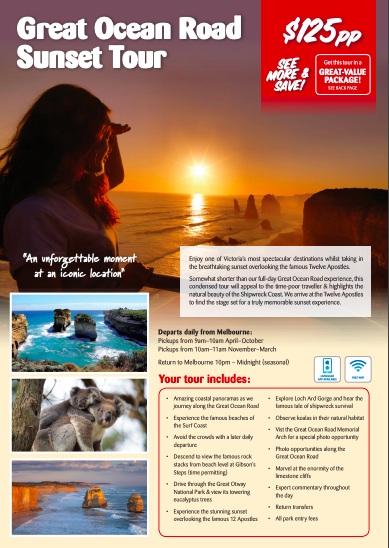 Great Ocean Road
Sunset Tour
$125pp
SEE
MORE &
SAVE!
Get this tour in a
GREAT-VALUE
PACKAGE!
SEE BACK PAGE
"An unforgettable moment
at an iconic location"
Enjoy one of Victoria's most spectacular destinations whilst taking in
the breathtaking sunset overlooking the famous Twelve Apostles.
Somewhat shorter than our full-day Great Ocean Road experience, this
condensed tour will appeal to the time-poor traveller & highlights the
natural beauty of the Shipwreck Coast. We arrive at the Twelve Apostles
to find the stage set for a truly memorable sunset experience.
Departs daily from Melbourne:
Pickups from 9am–10am April–October
Pickups from 10am–11am November–March
Return to Melbourne 10pm – Midnight (seasonal)
Your tour includes:
• Amazing coastal panoramas as we
journey along the Great Ocean Road
• Experience the famous beaches of
the Surf Coast
• Avoid the crowds with a later daily
departure
• Descend to view the famous rock
stacks from beach level at Gibson's
Steps (time permitting)
• Drive through the Great Otway
National Park & view its towering
eucalyptus trees
• Experience the stunning sunset
overlooking the famous 12 Apostles
• Explore Loch Ard Gorge and hear the
famous tale of shipwreck survival
• Observe koalas in their natural habitat
• Visit the Great Ocean Road Memorial
Arch for a special photo opportunity
• Photo opportunities along the
Great Ocean Road
• Marvel at the enormity of the
limestone cliffs
• Expert commentary throughout
the day
• Return transfers
• All park entry fees